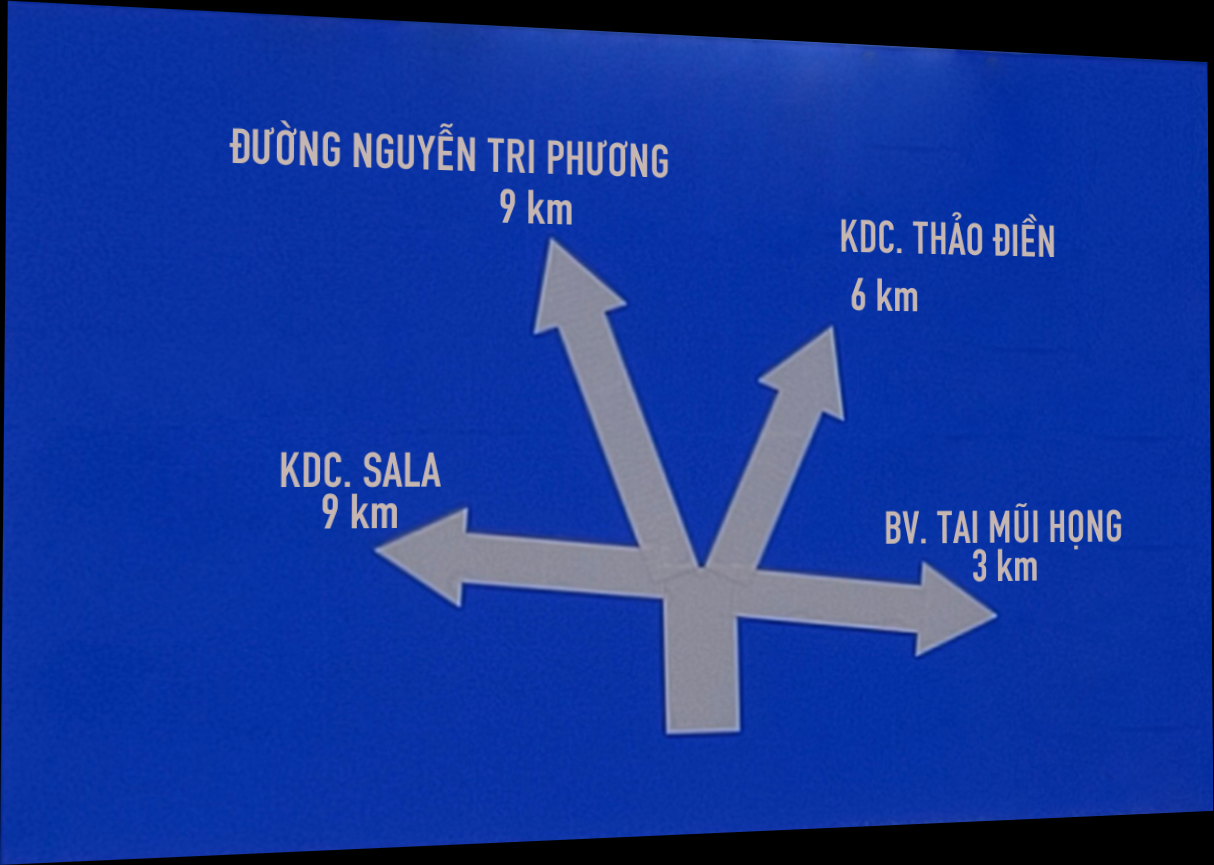 ĐƯỜNG NGUYỄN TRI PHƯƠNG
9 km
KDC. THẢO ĐIỀN
6 km
KDC. SALA
9 km
BV. TAI MŨI HỌNG
3 km